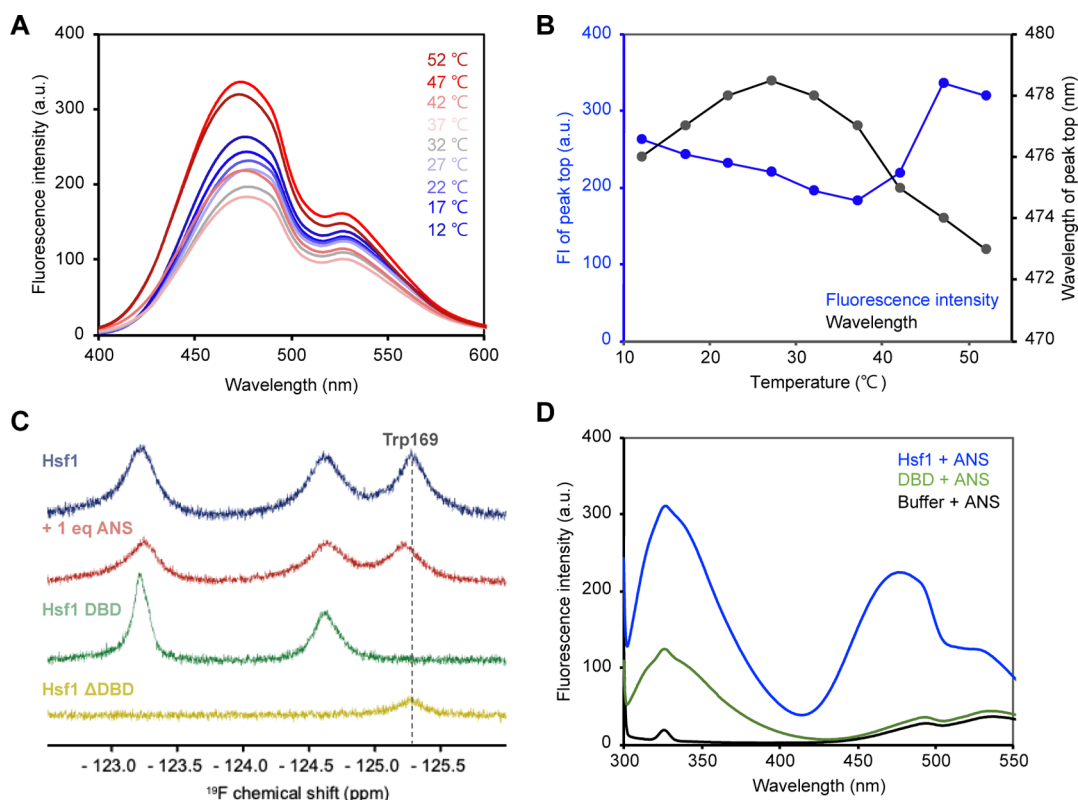 A
Fluorescence intensity (a.u.)
400
300
200
100
0
400
450
500
550
600
Wavelength (nm)
52 ℃
47 ℃
42 ℃
37 ℃
32 ℃
27 ℃
22 ℃
17 ℃
12 ℃
B
FI of peak top (a.u.)
400
300
200
100
0
10
20
30
40
50
Temperature (℃)
Fluorescence intensity
Wavelength
480
478
476
474
472
470
Wavelength of peak top (nm)
C
Trp169
Hsf1
+ 1 eq ANS
Hsf1 DBD
Hsf1 ΔDBD
- 123.0
- 123.5
- 124.0
- 124.5
- 125.0
- 125.5
¹⁹F chemical shift (ppm)
D
Fluorescence intensity (a.u.)
400
300
200
100
0
300
350
400
450
500
550
Wavelength (nm)
Hsf1 + ANS
DBD + ANS
Buffer + ANS